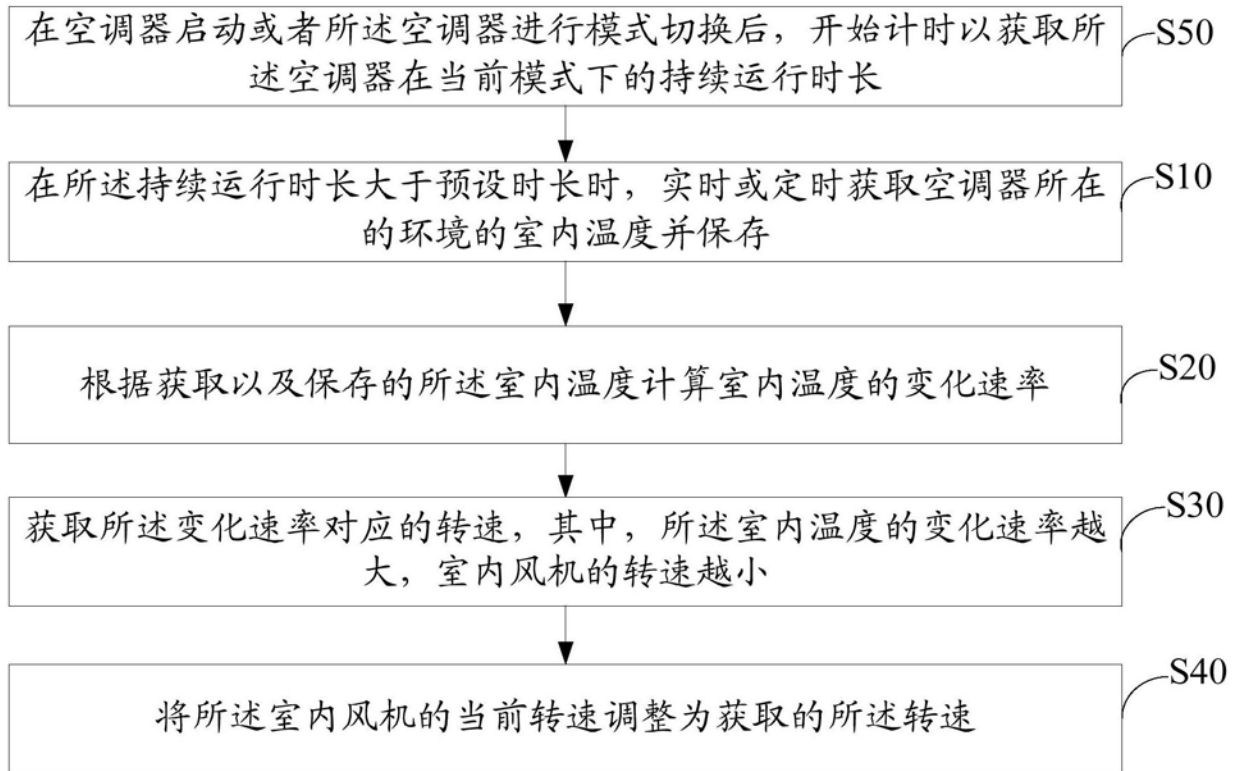 在空调器启动或者所述空调器进行模式切换后，开始计时以获取所
述空调器在当前模式下的持续运行时长
S50
在所述持续运行时长大于预设时长时，实时或定时获取空调器所在
的环境的室内温度并保存
S10
根据获取以及保存的所述室内温度计算室内温度的变化速率
S20
获取所述变化速率对应的转速，其中，所述室内温度的变化速率越
大，室内风机的转速越小
S30
将所述室内风机的当前转速调整为获取的所述转速
S40